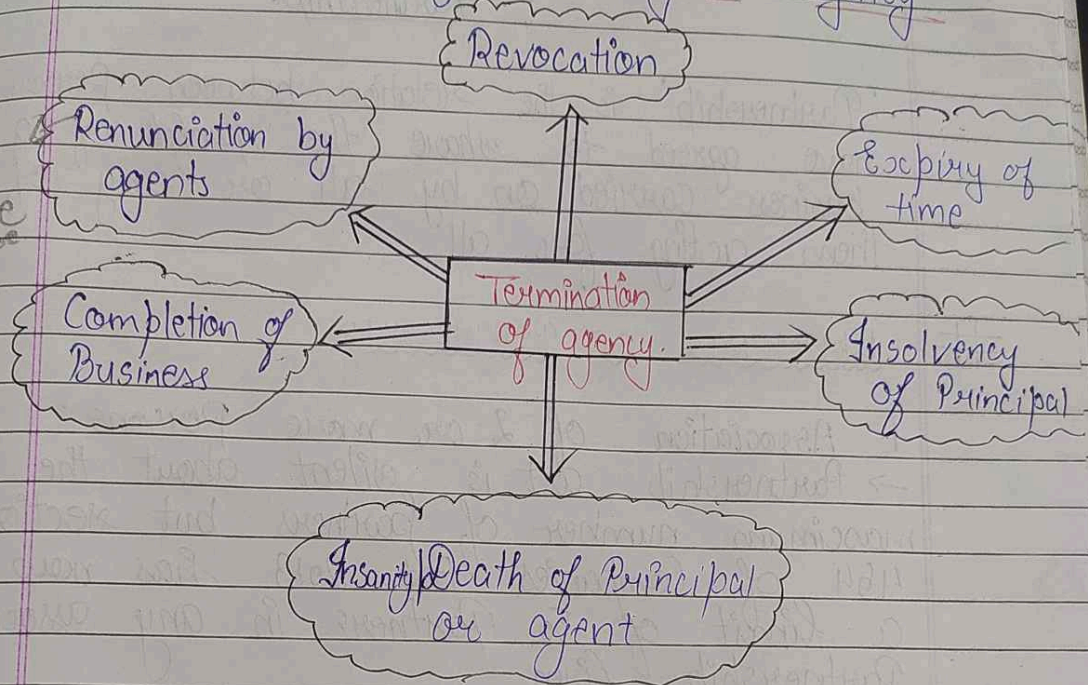 Revocation
Renunciation by
agents
Expiry of
time
Termination
of agency.
Completion of
Business
Insolvency
of Principal
Insanity/Death of Principal
or agent